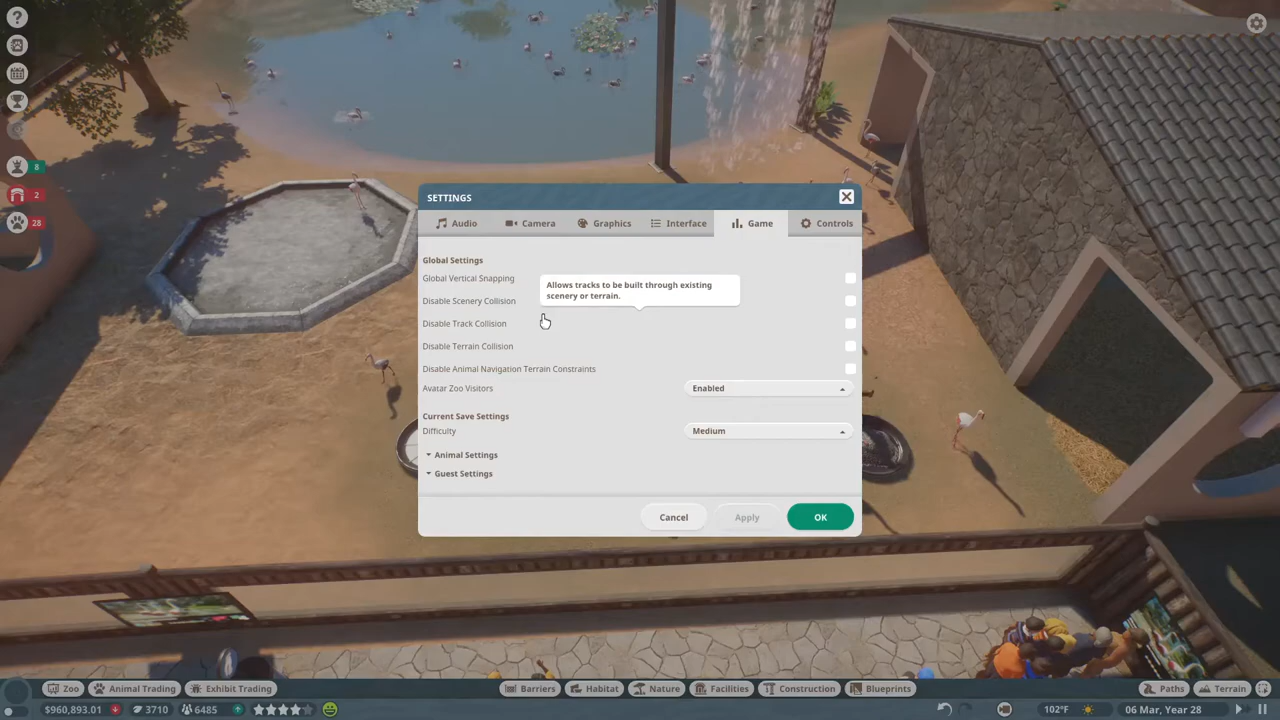 ?
8
2
28
SETTINGS
Audio
Camera
Graphics
Interface
Game
Controls
Global Settings
Global Vertical Snapping
Allows tracks to be built through existing
scenery or terrain.
Disable Scenery Collision
Disable Track Collision
Disable Terrain Collision
Disable Animal Navigation Terrain Constraints
Avatar Zoo Visitors
Enabled
Current Save Settings
Difficulty
Medium
Animal Settings
Guest Settings
Cancel
Apply
OK
Zoo
Animal Trading
Exhibit Trading
Barriers
Habitat
Nature
Facilities
Construction
Blueprints
Paths
Terrain
$960,893.01
3710
6485
102°F
06 Mar, Year 28